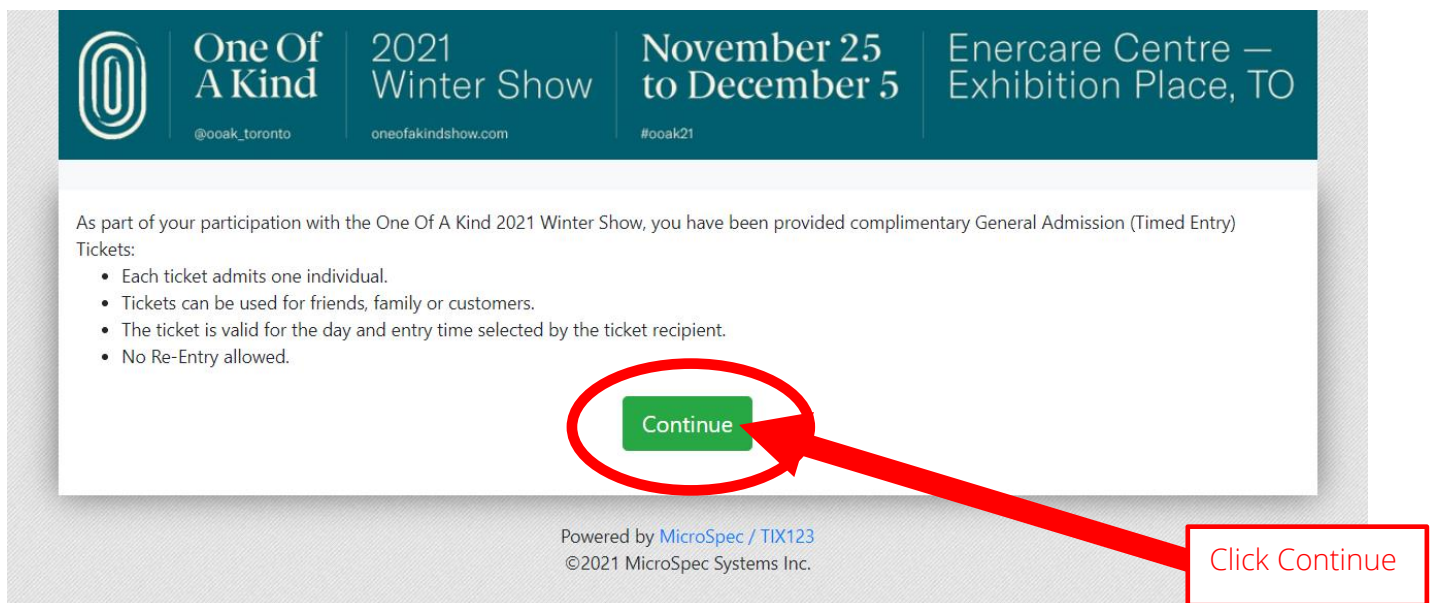 One Of
A Kind
@ooak_toronto
2021
Winter Show
oneofakindshow.com
November 25
to December 5
#ooak21
Enercare Centre —
Exhibition Place, TO
As part of your participation with the One Of A Kind 2021 Winter Show, you have been provided complimentary General Admission (Timed Entry)
Tickets:
• Each ticket admits one individual.
• Tickets can be used for friends, family or customers.
• The ticket is valid for the day and entry time selected by the ticket recipient.
• No Re-Entry allowed.
Continue
Powered by MicroSpec / TIX123
©2021 MicroSpec Systems Inc.
Click Continue